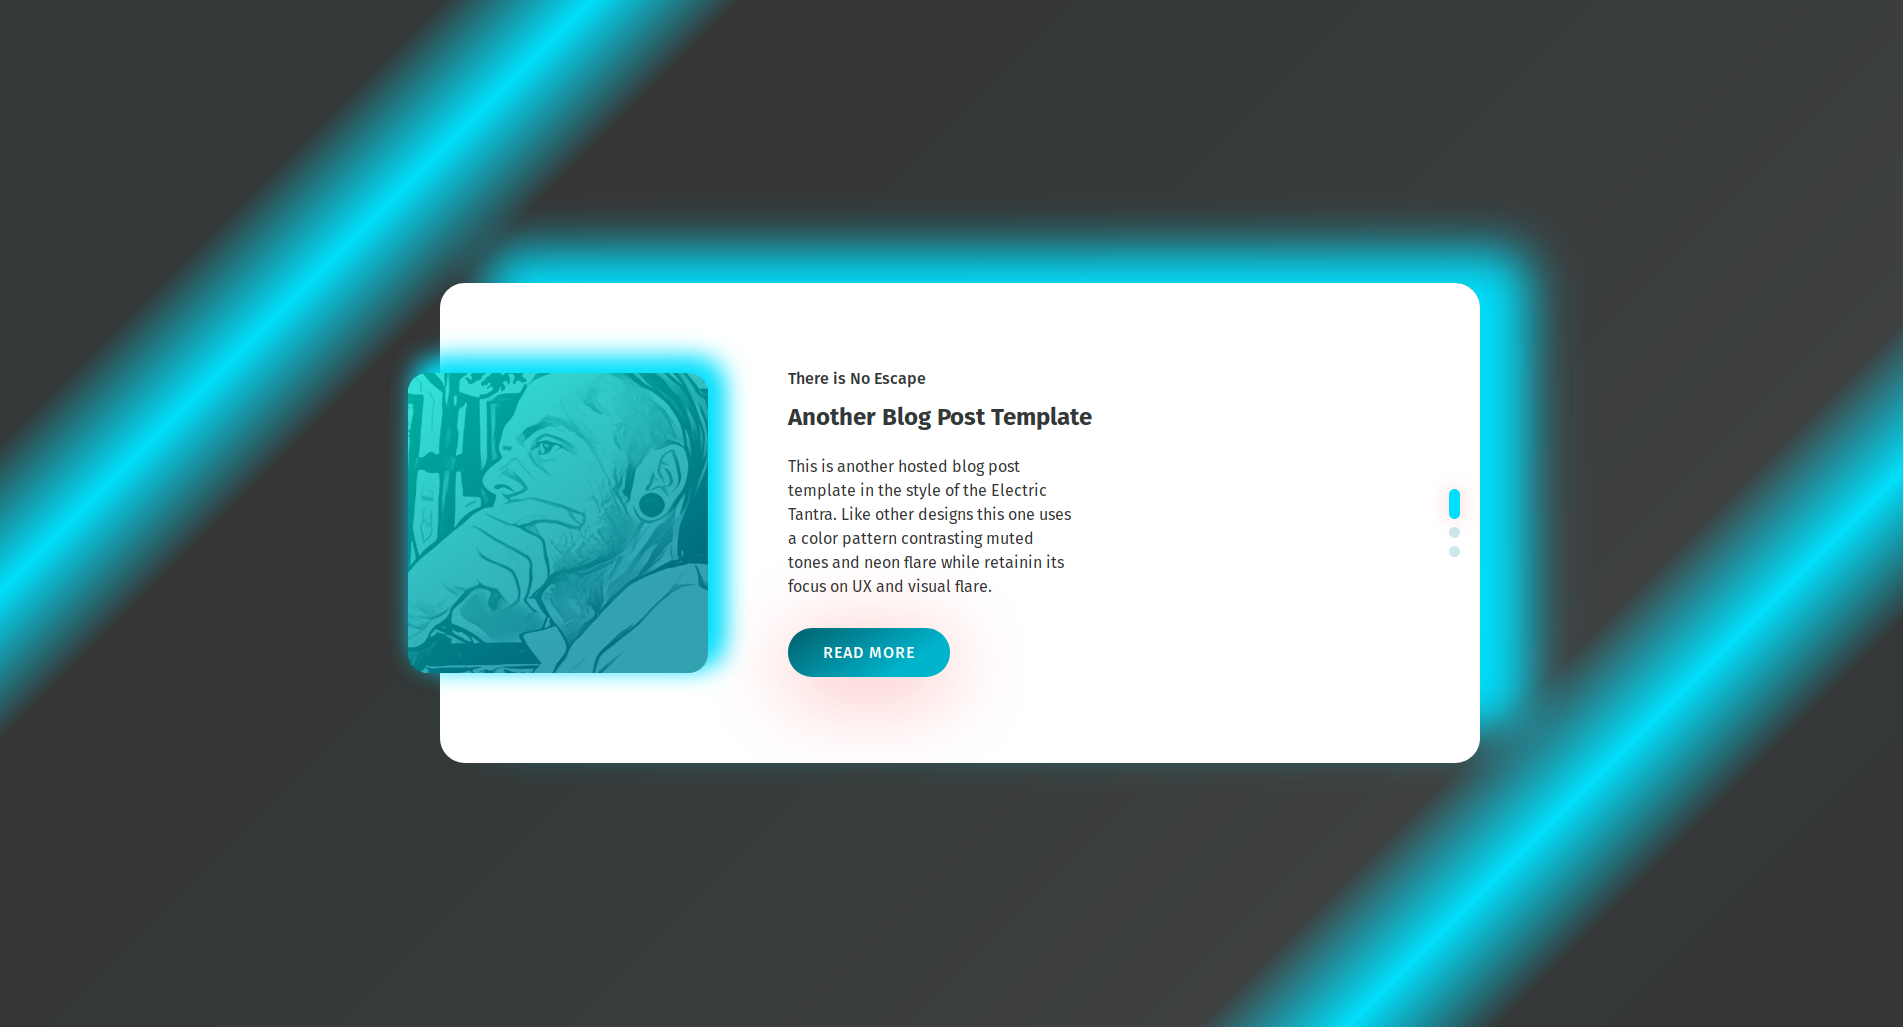 There is No Escape
Another Blog Post Template
This is another hosted blog post
template in the style of the Electric
Tantra. Like other designs this one uses
a color pattern contrasting muted
tones and neon flare while retainin its
focus on UX and visual flare.
READ MORE